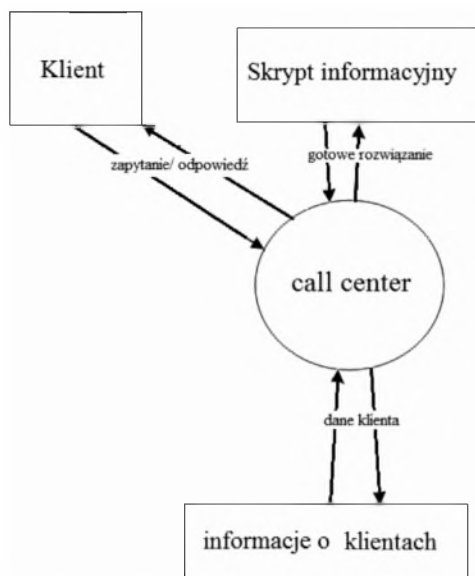 Klient
Skrypt informacyjny
zapytanie/ odpowiedź
gotowe rozwiązanie
call center
dane klienta
informacje o klientach